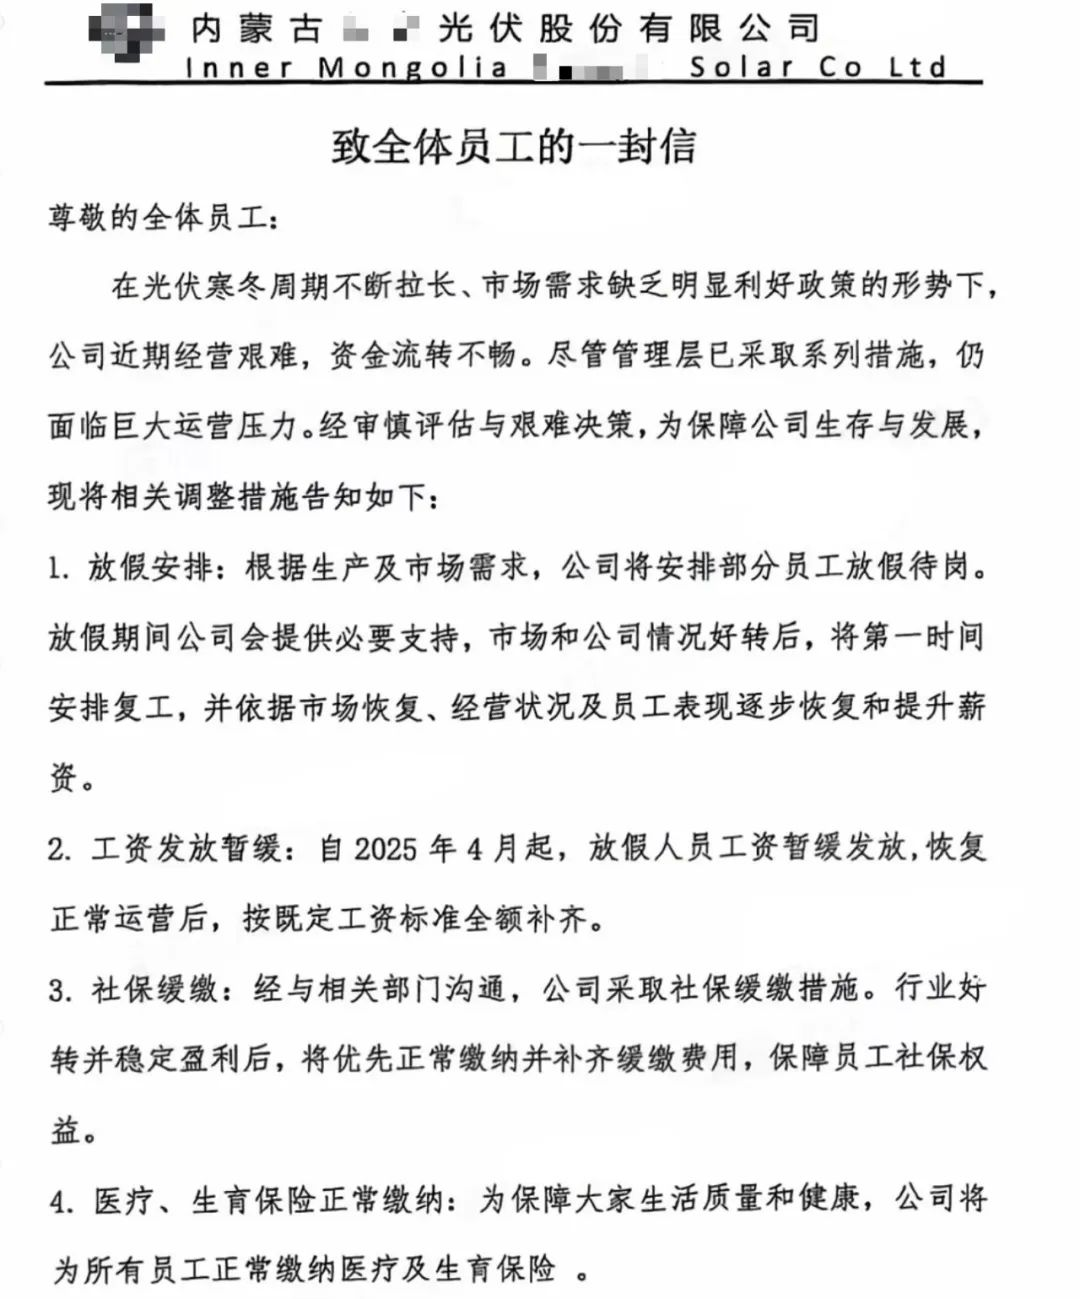 内蒙古 光伏股份有限公司
Inner Mongolia Solar Co Ltd
致全体员工的一封信
尊敬的全体员工：
在光伏寒冬周期不断拉长、市场需求缺乏明显利好政策的形势下，
公司近期经营艰难，资金流转不畅。尽管管理层已采取系列措施，仍
面临巨大运营压力。经审慎评估与艰难决策，为保障公司生存与发展，
现将相关调整措施告知如下：
1. 放假安排：根据生产及市场需求，公司将安排部分员工放假待岗。
放假期间公司会提供必要支持，市场和公司情况好转后，将第一时间
安排复工，并依据市场恢复、经营状况及员工表现逐步恢复和提升薪
资。
2. 工资发放暂缓：自 2025 年 4 月起，放假人员工资暂缓发放，恢复
正常运营后，按既定工资标准全额补齐。
3. 社保缓缴：经与相关部门沟通，公司采取社保缓缴措施。行业好
转并稳定盈利后，将优先正常缴纳并补齐缓缴费用，保障员工社保权
益。
4. 医疗、生育保险正常缴纳：为保障大家生活质量和健康，公司将
为所有员工正常缴纳医疗及生育保险 。